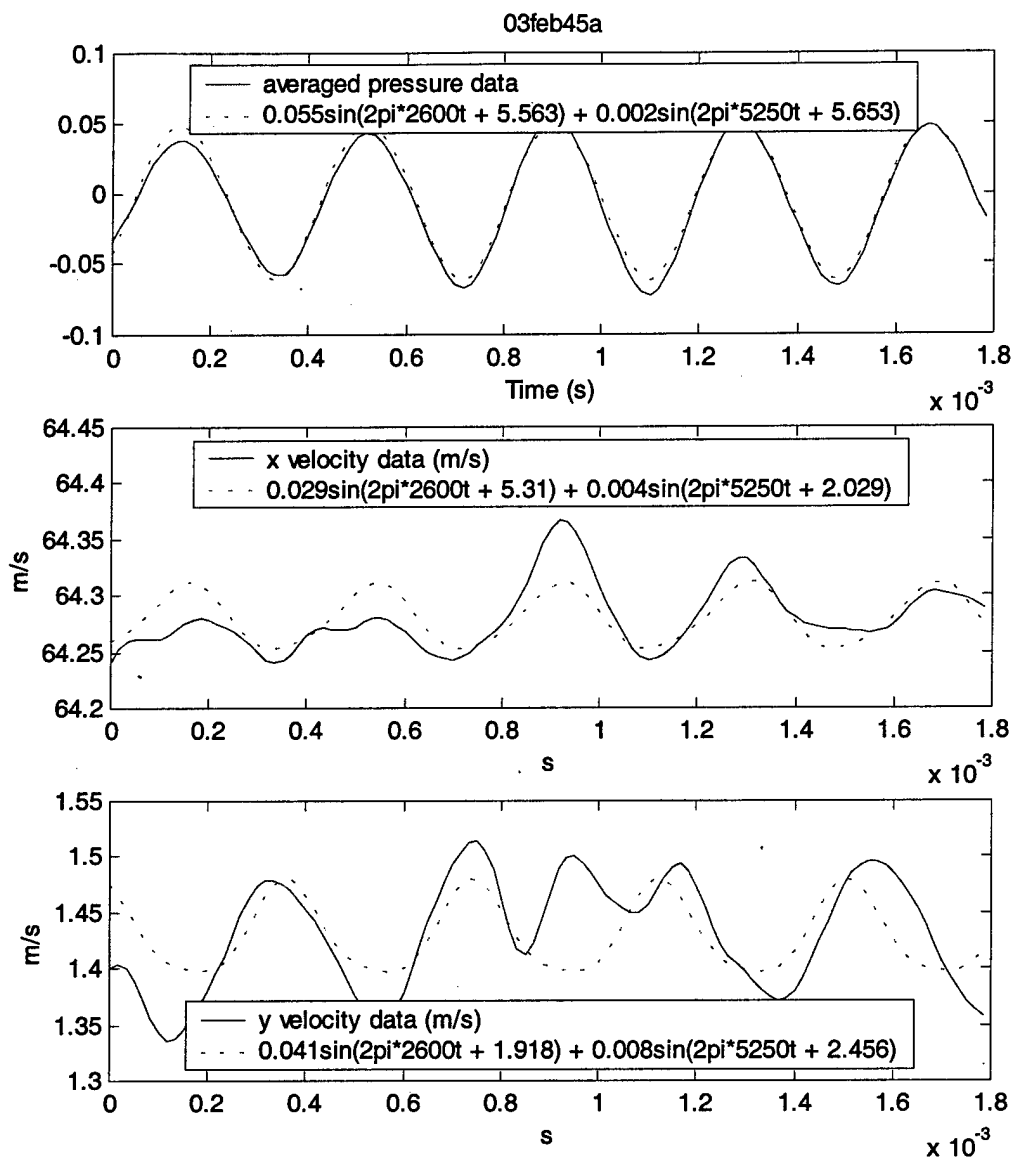 03feb45a
0.1
0.05
0
-0.05
-0.1
averaged pressure data
0.055sin(2pi*2600t + 5.563) + 0.002sin(2pi*5250t + 5.653)
0 0.2 0.4 0.6 0.8 1 1.2 1.4 1.6 1.8
Time (s)
x 10-3
64.45
64.4
64.35
64.3
64.25
64.2
m/s
x velocity data (m/s)
0.029sin(2pi*2600t + 5.31) + 0.004sin(2pi*5250t + 2.029)
0 0.2 0.4 0.6 0.8 1 1.2 1.4 1.6 1.8
s
x 10-3
1.55
1.5
1.45
1.4
1.35
1.3
m/s
y velocity data (m/s)
0.041sin(2pi*2600t + 1.918) + 0.008sin(2pi*5250t + 2.456)
0 0.2 0.4 0.6 0.8 1 1.2 1.4 1.6 1.8
s
x 10-3